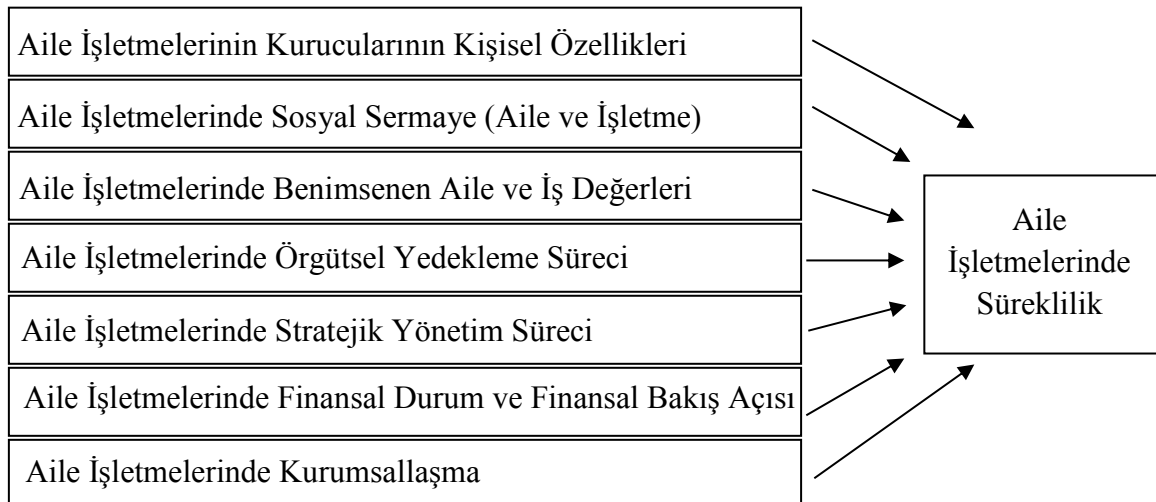 Aile İşletmelerinin Kurucularının Kişisel Özellikleri
Aile İşletmelerinde Sosyal Sermaye (Aile ve İşletme)
Aile İşletmelerinde Benimsenen Aile ve İş Değerleri
Aile İşletmelerinde Örgütsel Yedekleme Süreci
Aile İşletmelerinde Stratejik Yönetim Süreci
Aile İşletmelerinde Finansal Durum ve Finansal Bakış Açısı
Aile İşletmelerinde Kurumsallaşma
Aile
İşletmelerinde
Süreklilik